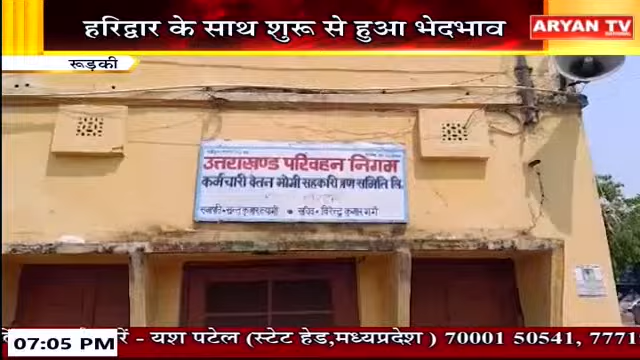 हरिद्वार के साथ शुरू से हुआ भेदभाव
ARYAN TV
रूड़की
उत्तराखण्ड परिवहन निगम
कर्मचारी वेतन भोगी सहकारी ऋण समिति लि.
07:05 PM
- यश पटेल (स्टेट हेड,मध्यप्रदेश ) 70001 50541, 7777